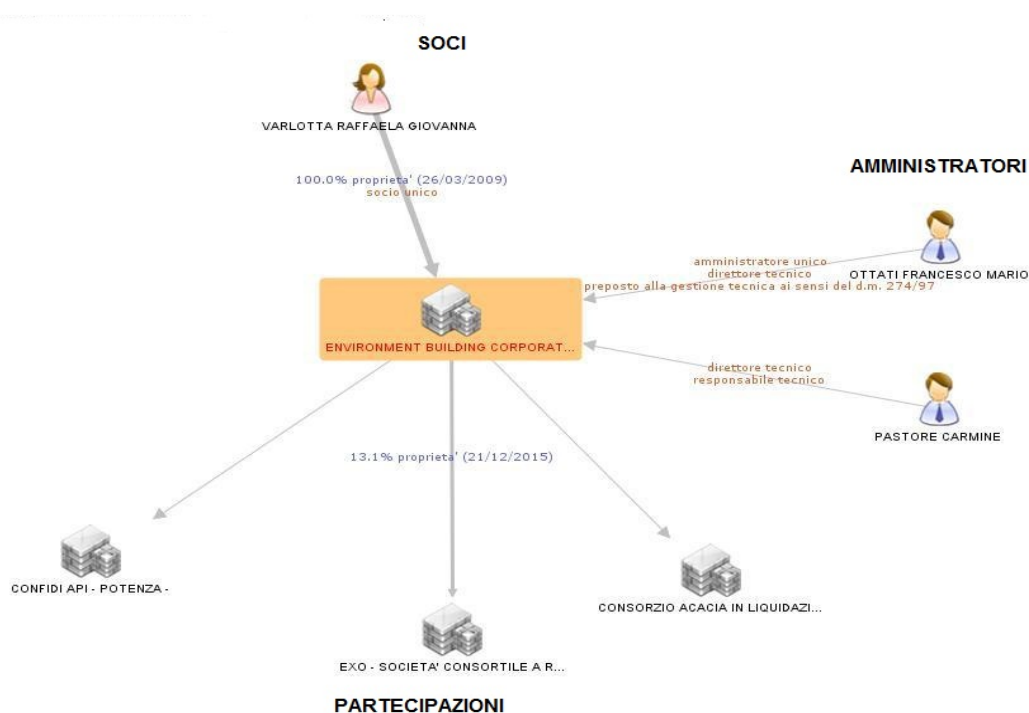 SOCI
VARLOTTA RAFFAELA GIOVANNA
100.0% proprieta' (26/03/2009)
socio unico
AMMINISTRATORI
OTTATI FRANCESCO MARIO
amministratore unico
direttore tecnico
preposto alla gestione tecnica ai sensi del d.m. 274/97
ENVIRONMENT BUILDING CORPORAT...
direttore tecnico
responsabile tecnico
PASTORE CARMINE
13.1% proprieta' (21/12/2015)
CONFIDI API - POTENZA -
CONSORZIO ACACIA IN LIQUIDAZI...
EXO - SOCIETA' CONSORTILE A R...
PARTECIPAZIONI